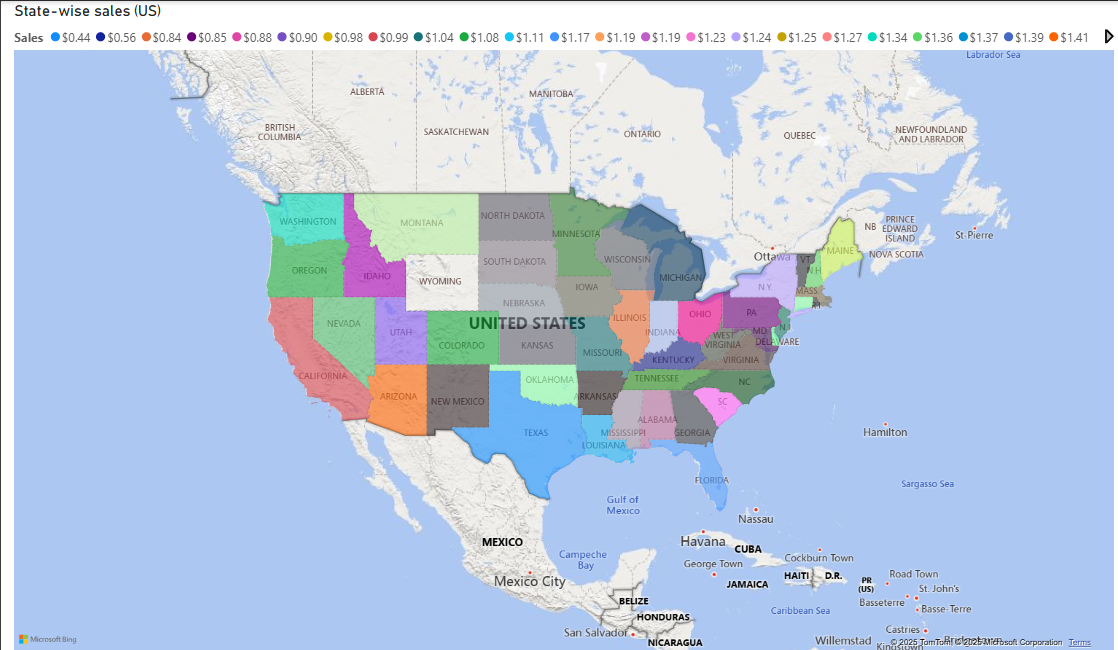 State-wise sales (US)
Sales $0.44 $0.56 $0.84 $0.85 $0.88 $0.90 $0.98 $0.99 $1.04 $1.08 $1.11 $1.17 $1.19 $1.19 $1.23 $1.24 $1.25 $1.27 $1.34 $1.36 $1.37 $1.39 $1.41
Labrador Sea
ALBERTA
MANITOBA
BRITISH
COLUMBIA
SASKATCHEWAN
ONTARIO
QUEBEC
NEWFOUNDLAND
AND LABRADOR
WASHINGTON
MONTANA
NORTH DAKOTA
MINNESOTA
NB
PRINCE
EDWARD
ISLAND
St-Pierre
OREGON
IDAHO
WYOMING
SOUTH DAKOTA
WISCONSIN
MICHIGAN
Ottawa
VT
NH
MAINE
NOVA SCOTIA
NEBRASKA
IOWA
N.Y.
MASS
RI
NEVADA
UTAH
COLORADO
UNITED STATES
KANSAS
MISSOURI
ILLINOIS
INDIANA
OHIO
PA
NJ
MD
DELAWARE
WEST
VIRGINIA
KENTUCKY
VIRGINIA
CALIFORNIA
ARIZONA
NEW MEXICO
OKLAHOMA
ARKANSAS
TENNESSEE
NC
SC
TEXAS
LOUISIANA
MISSISSIPPI
ALABAMA
GEORGIA
FLORIDA
Hamilton
Sargasso Sea
Gulf of
Mexico
Nassau
MEXICO
Havana
CUBA
Campeche
Bay
George Town
Cockburn Town
Mexico City
JAMAICA
HAITI
D.R.
PR
(US)
Road Town
St. John's
Basseterre
Basse-Terre
BELIZE
HONDURAS
Caribbean Sea
San Salvador
NICARAGUA
Castries
Willemstad
Kingstown
Bridgetown
Microsoft Bing
© 2025 TomTom, © 2025 Microsoft Corporation Terms